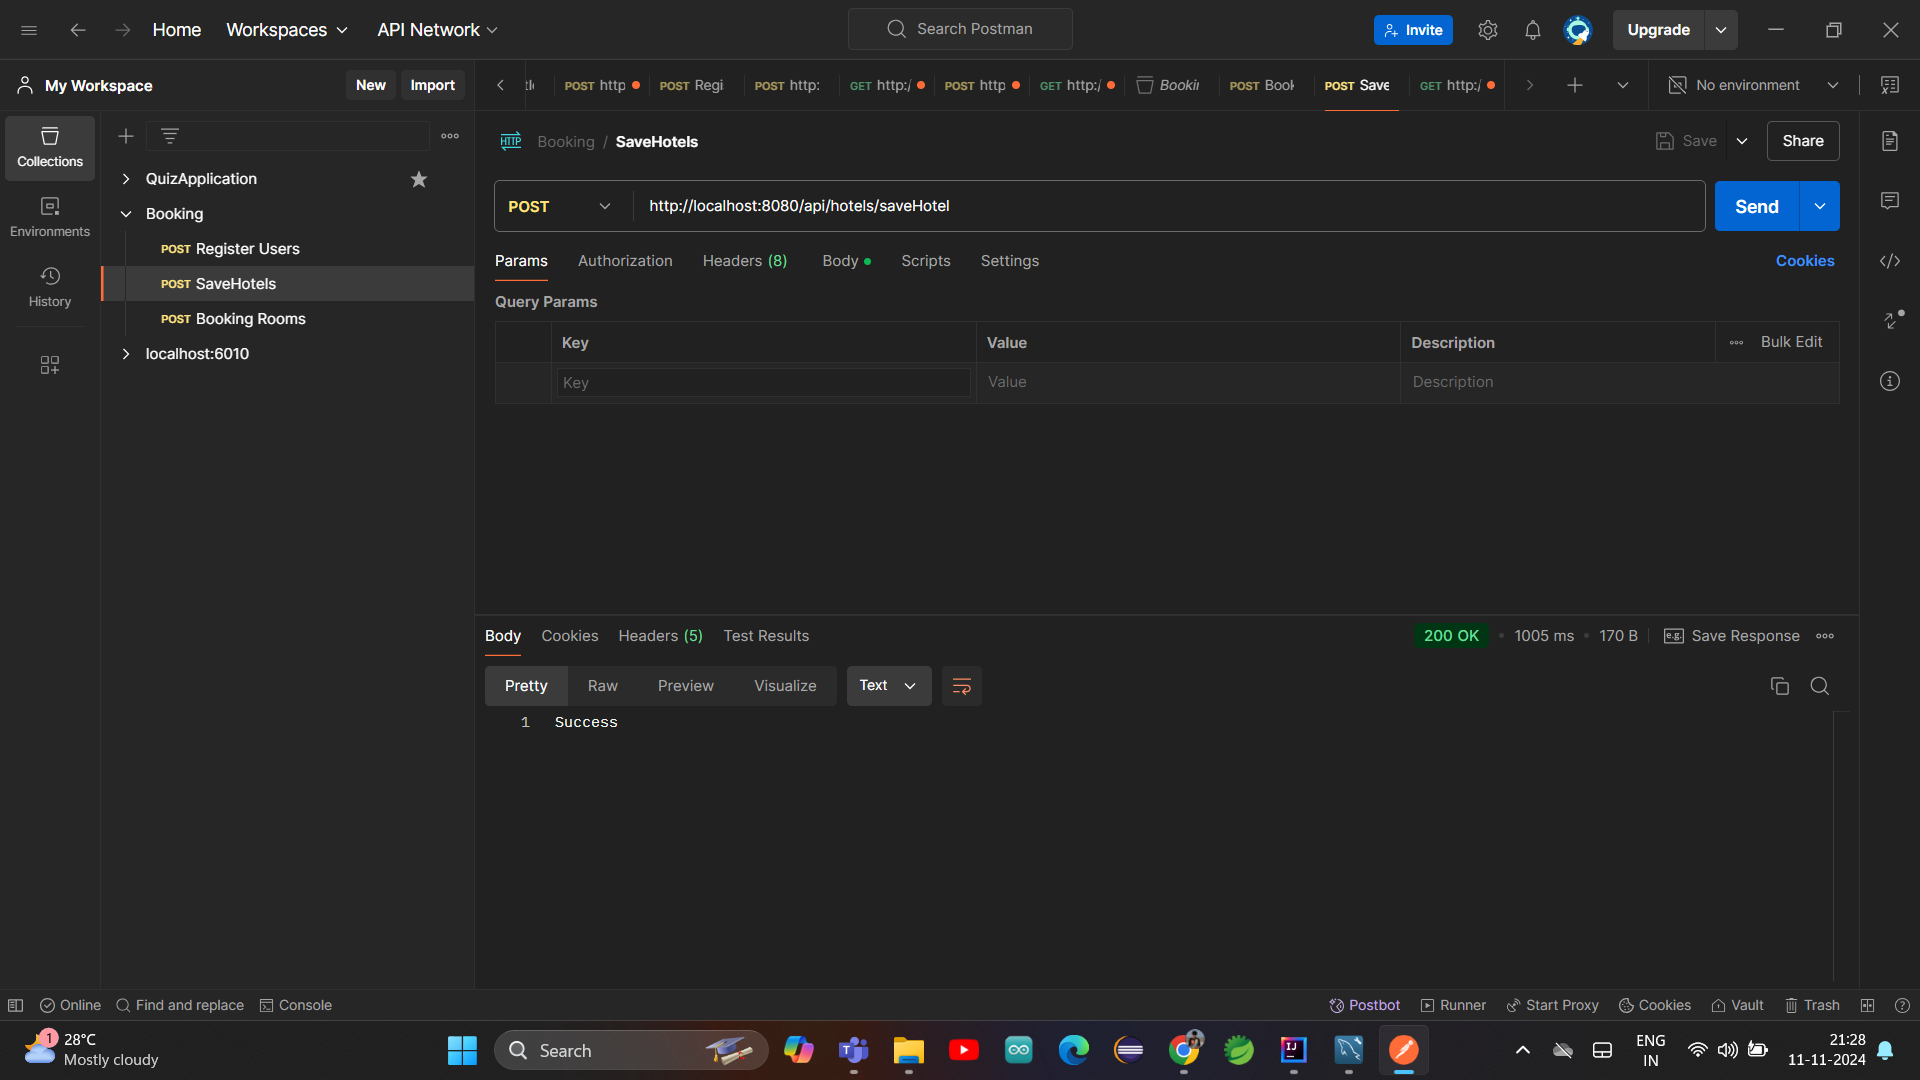 Home Workspaces API Network Search Postman Invite Upgrade
My Workspace New Import POST http POST Regi POST http: GET http:/ POST http GET http:/ Bookin POST Book POST Save GET http:/ No environment
Collections
Environments
History
QuizApplication
Booking
POST Register Users
POST SaveHotels
POST Booking Rooms
localhost:6010
HTTP Booking / SaveHotels Save Share
POST http://localhost:8080/api/hotels/saveHotel Send
Params Authorization Headers (8) Body Scripts Settings Cookies
Query Params
Key Value Description Bulk Edit
Key Value Description
Body Cookies Headers (5) Test Results 200 OK 1005 ms 170 B e.g. Save Response
Pretty Raw Preview Visualize Text
1 Success
Online Find and replace Console Postbot Runner Start Proxy Cookies Vault Trash
1 28°C
Mostly cloudy
Search
ENG
IN
21:28
11-11-2024